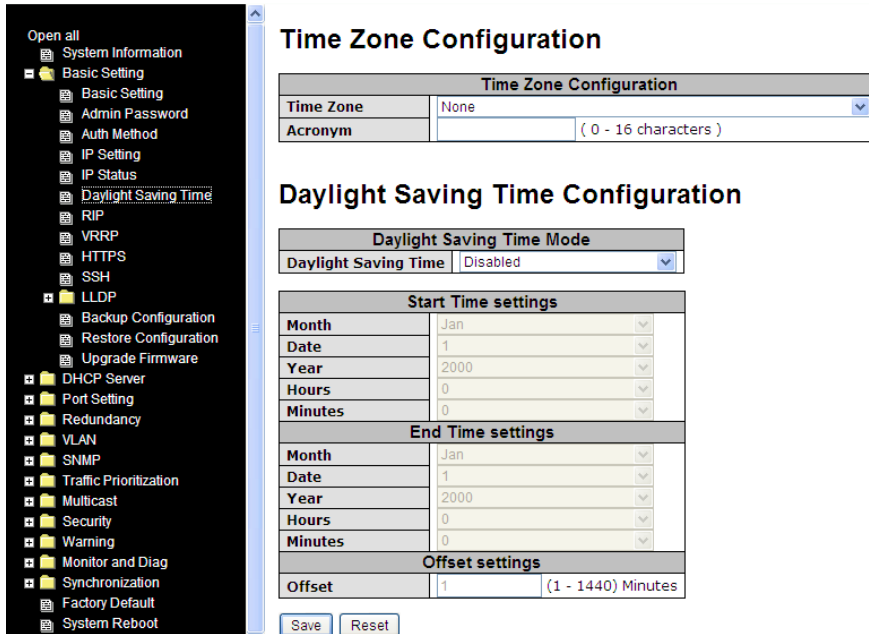 Open all
System Information
Basic Setting
Basic Setting
Admin Password
Auth Method
IP Setting
IP Status
Daylight Saving Time
RIP
VRRP
HTTPS
SSH
LLDP
Backup Configuration
Restore Configuration
Upgrade Firmware
DHCP Server
Port Setting
Redundancy
VLAN
SNMP
Traffic Prioritization
Multicast
Security
Warning
Monitor and Diag
Synchronization
Factory Default
System Reboot
Time Zone Configuration
Time Zone Configuration
Time Zone None
Acronym ( 0 - 16 characters )
Daylight Saving Time Configuration
Daylight Saving Time Mode
Daylight Saving Time Disabled
Start Time settings
Month Jan
Date 1
Year 2000
Hours 0
Minutes 0
End Time settings
Month Jan
Date 1
Year 2000
Hours 0
Minutes 0
Offset settings
Offset 1 (1 - 1440) Minutes
Save Reset